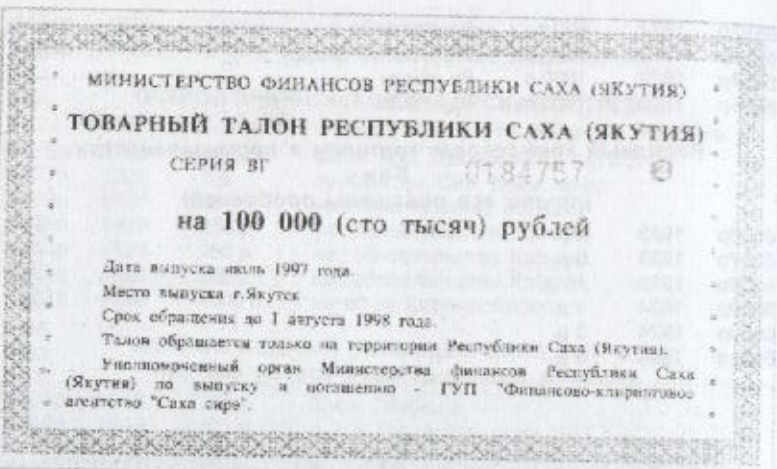 МИНИСТЕРСТВО ФИНАНСОВ РЕСПУБЛИКИ САХА (ЯКУТИЯ)
ТОВАРНЫЙ ТАЛОН РЕСПУБЛИКИ САХА (ЯКУТИЯ)
СЕРИЯ ВГ 0184757
на 100 000 (сто тысяч) рублей
Дата выпуска июль 1997 года.
Место выпуска г.Якутск
Срок обращения до 1 августа 1998 года.
Талон обращается только на территории Республики Саха (Якутия).
Уполномоченный орган Министерства финансов Республики Саха
(Якутия) по выпуску и погашению - ГУП "Финансово-клиринговое
агентство "Саха сирэ".